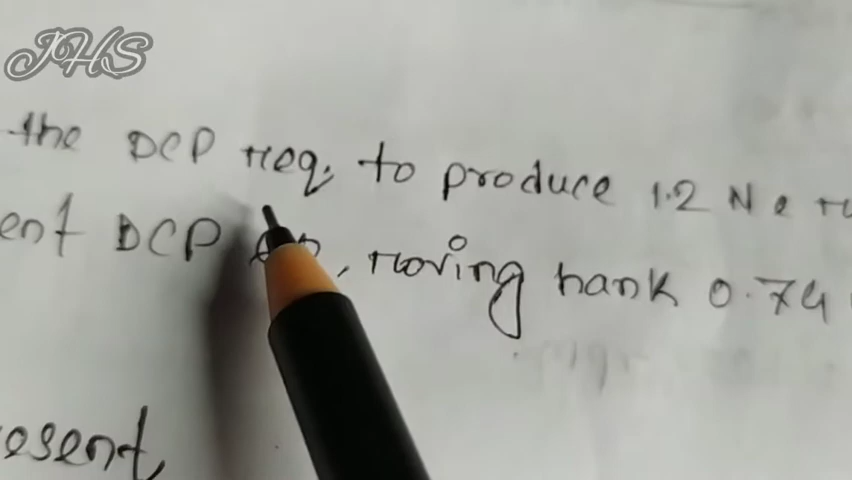 JHS
the DCP req. to produce 1.2 Ne
ent DCP , roving hank 0.74
esent,